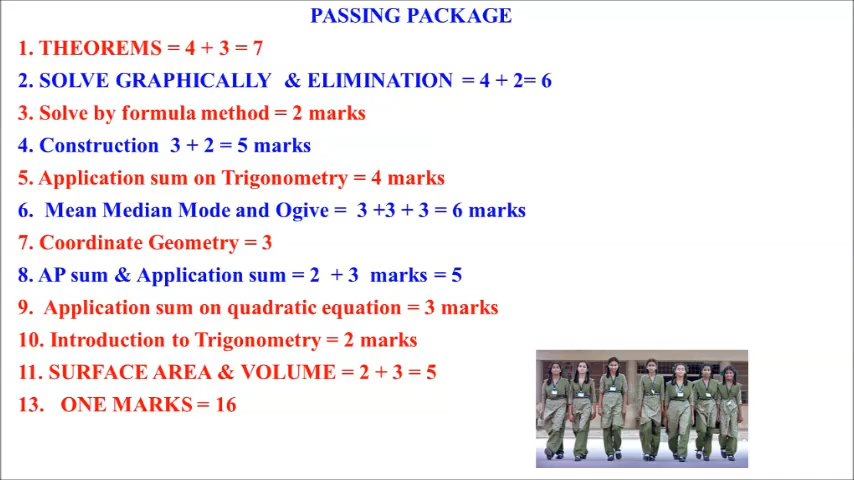 PASSING PACKAGE
1. THEOREMS = 4 + 3 = 7
2. SOLVE GRAPHICALLY & ELIMINATION = 4 + 2= 6
3. Solve by formula method = 2 marks
4. Construction 3 + 2 = 5 marks
5. Application sum on Trigonometry = 4 marks
6. Mean Median Mode and Ogive = 3 +3 + 3 = 6 marks
7. Coordinate Geometry = 3
8. AP sum & Application sum = 2 + 3 marks = 5
9. Application sum on quadratic equation = 3 marks
10. Introduction to Trigonometry = 2 marks
11. SURFACE AREA & VOLUME = 2 + 3 = 5
13. ONE MARKS = 16